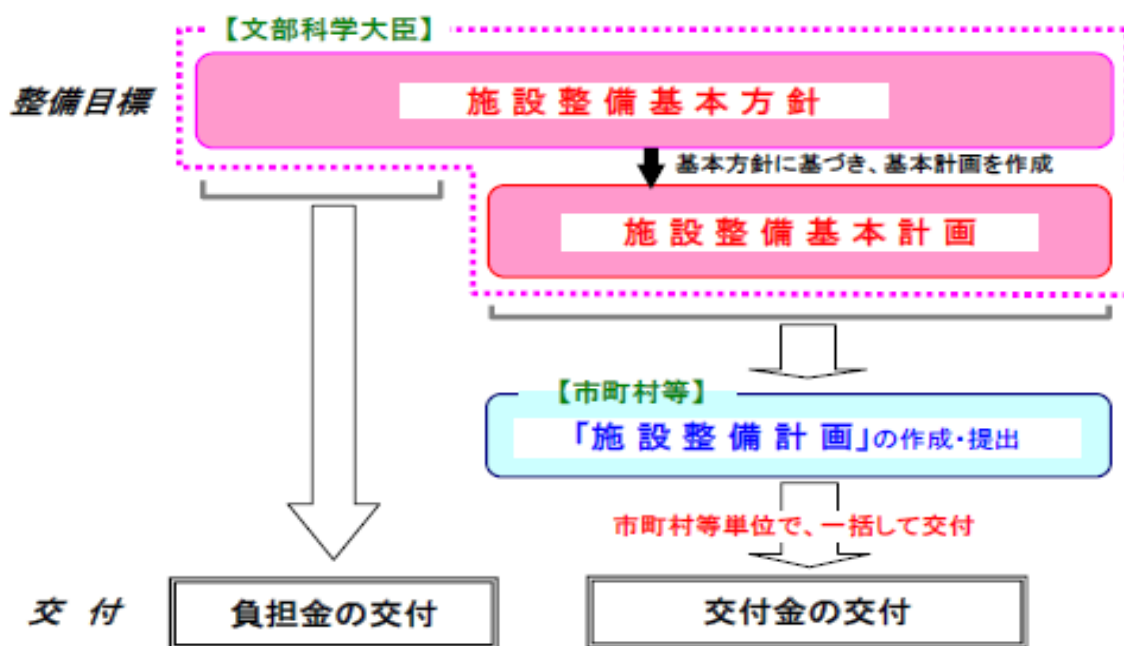 【文部科学大臣】
整備目標
施設整備基本方針
基本方針に基づき、基本計画を作成
施設整備基本計画
【市町村等】
「施設整備計画」の作成・提出
市町村等単位で、一括して交付
交付
負担金の交付
交付金の交付